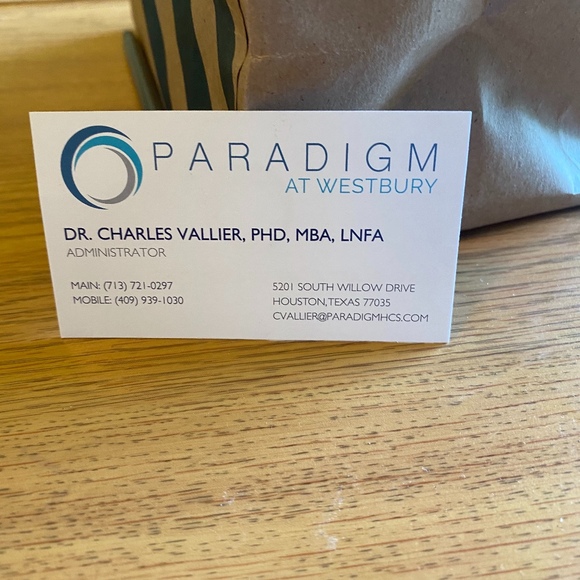 PARADIGM
AT WESTBURY
DR. CHARLES VALLIER, PHD, MBA, LNFA
ADMINISTRATOR
MAIN: (713) 721-0297
MOBILE: (409) 939-1030
5201 SOUTH WILLOW DRIVE
HOUSTON, TEXAS 77035
CVALLIER@PARADIGMHCS.COM